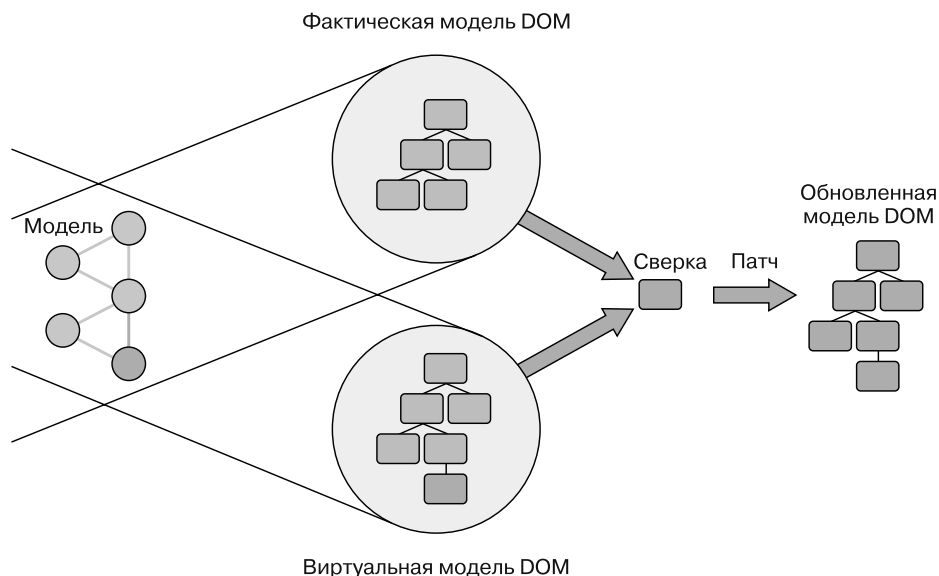 Фактическая модель DOM
Модель
Сверка
Патч
Обновленная
модель DOM
Виртуальная модель DOM